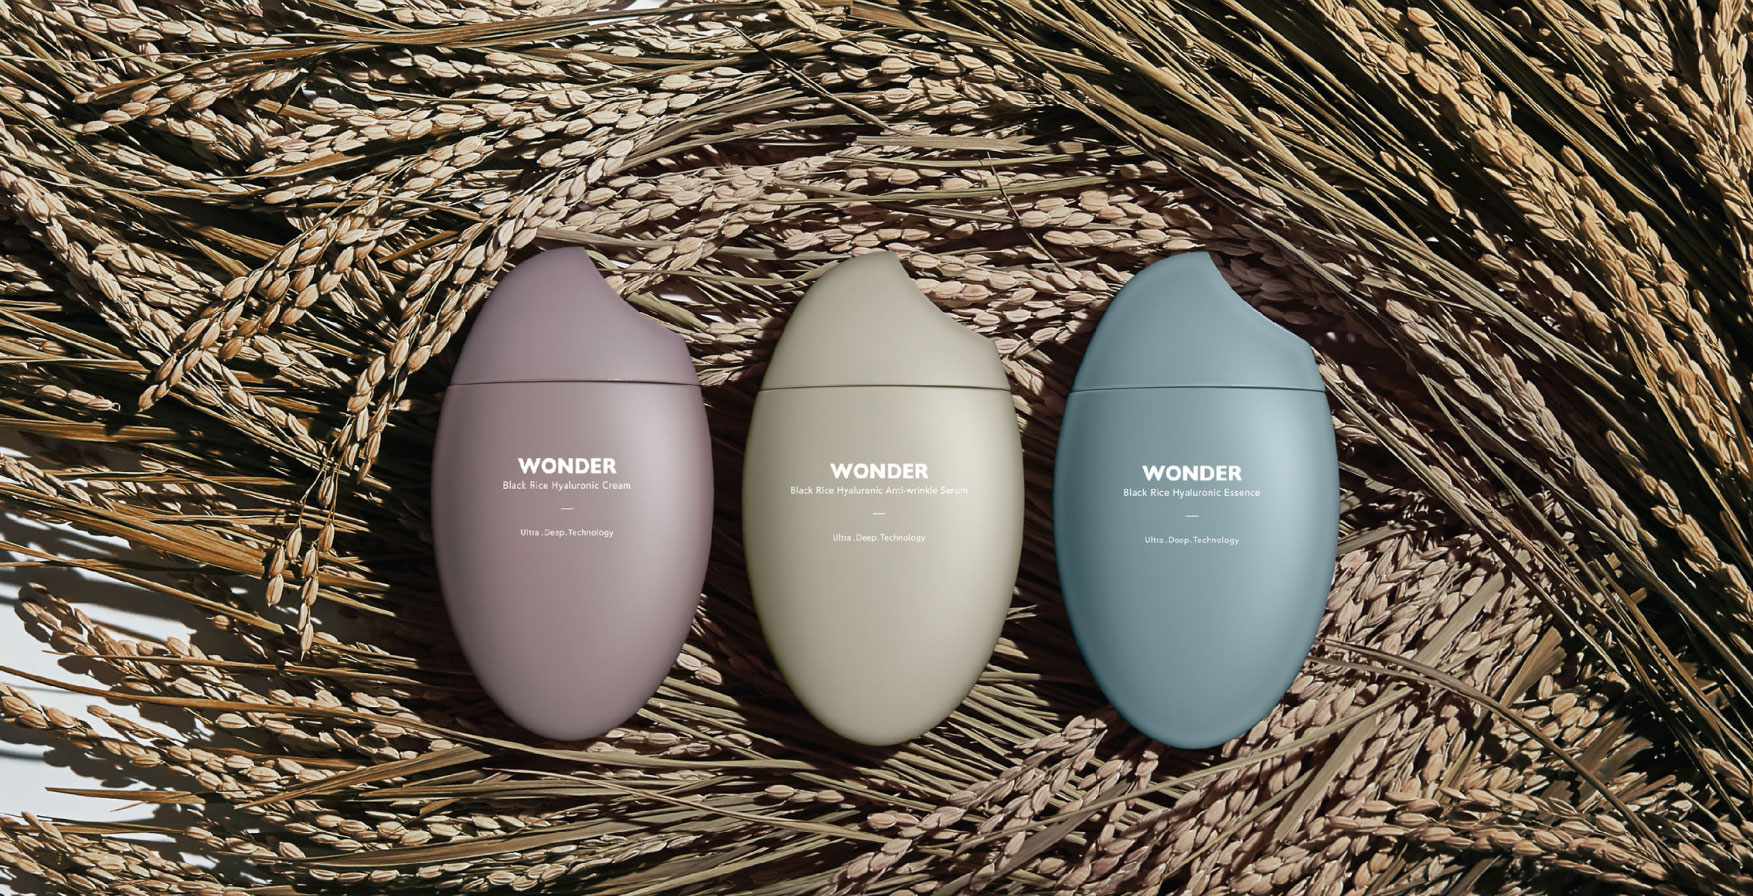 WONDER
Black Rice Hyaluronic Cream
Ultra.Deep.Technology
WONDER
Black Rice Hyaluronic Anti-wrinkle Serum
Ultra.Deep.Technology
WONDER
Black Rice Hyaluronic Essence
Ultra.Deep.Technology